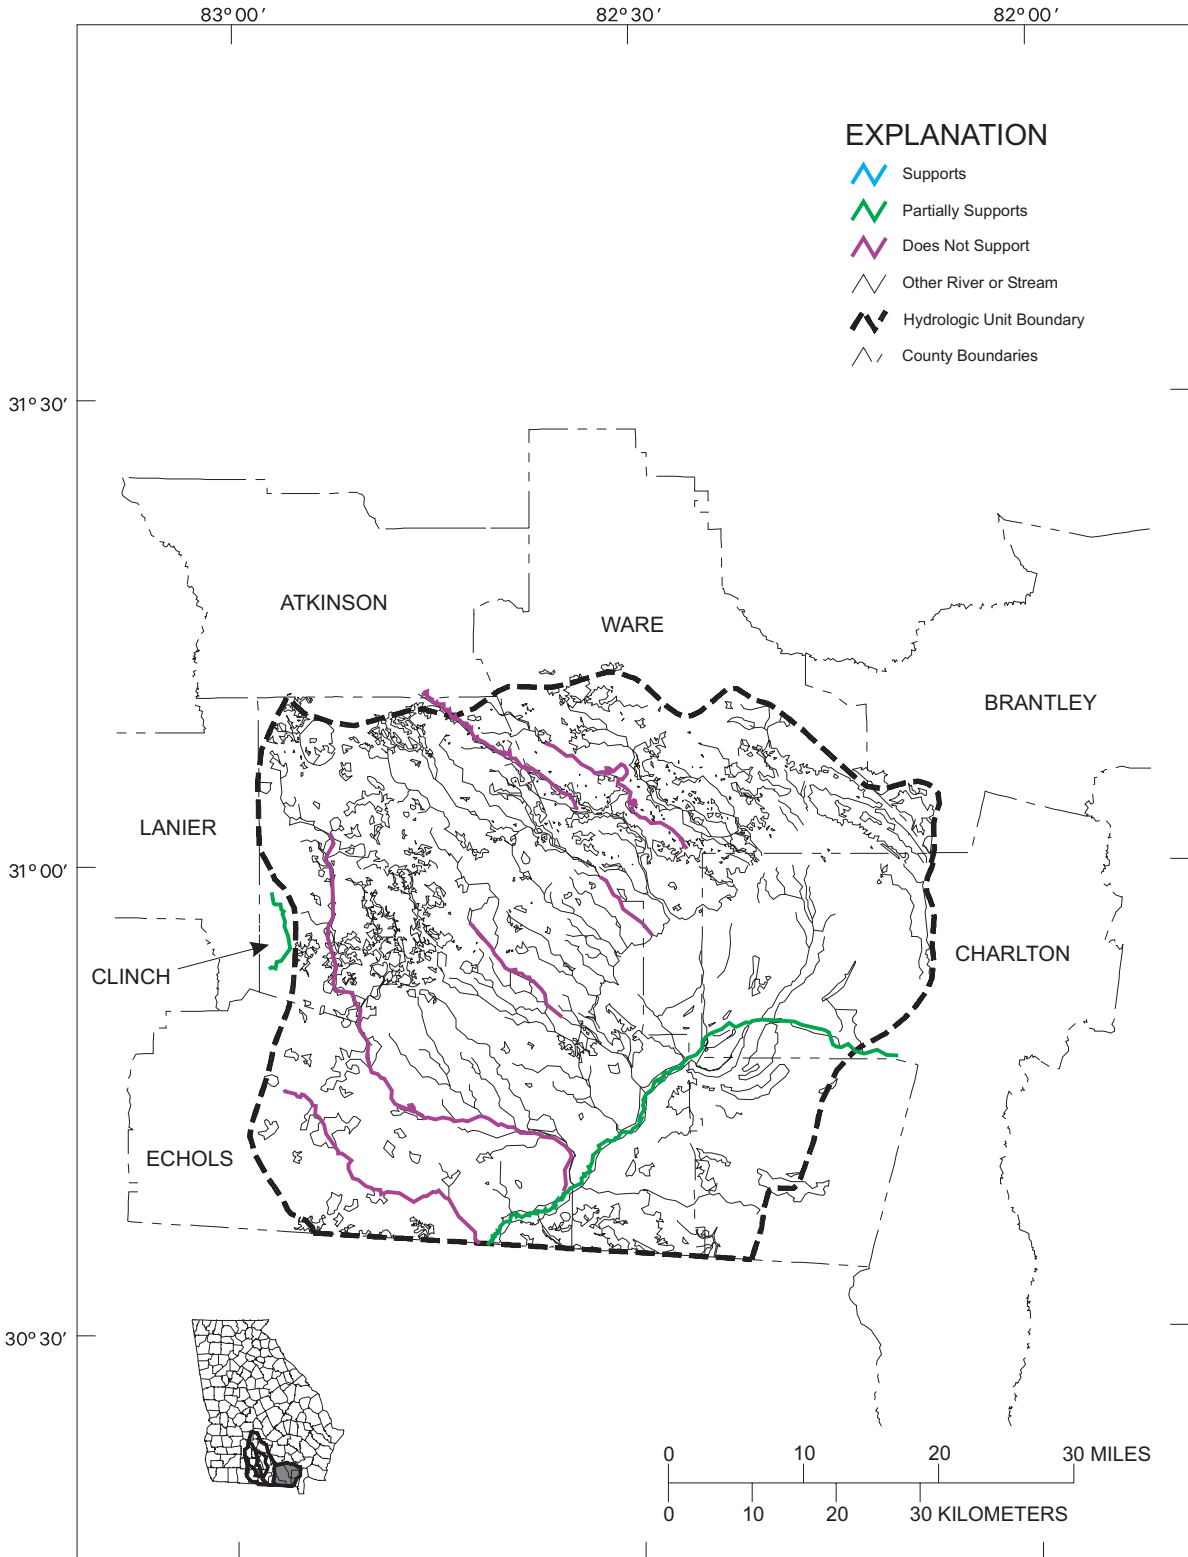 83° 00′
82° 30′
82° 00′
EXPLANATION
Supports
Partially Supports
Does Not Support
Other River or Stream
Hydrologic Unit Boundary
County Boundaries
31° 30′
ATKINSON
WARE
BRANTLEY
LANIER
31° 00′
CHARLTON
CLINCH
ECHOLS
30° 30′
0 10 20 30 MILES
0 10 20 30 KILOMETERS